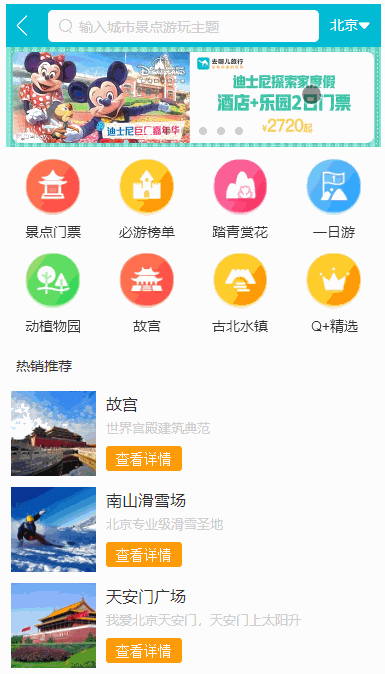 输入城市景点游玩主题
北京
Disneyland
迪士尼巨厂嘉年华
去哪儿旅行
迪士尼探索家度假
酒店+乐园2日门票
¥2720起
景点门票
必游榜单
踏青赏花
一日游
动植物园
故宫
古北水镇
Q+精选
热销推荐
故宫
世界宫殿建筑典范
查看详情
南山滑雪场
北京专业级滑雪圣地
查看详情
天安门广场
我爱北京天安门，天安门上太阳升
查看详情